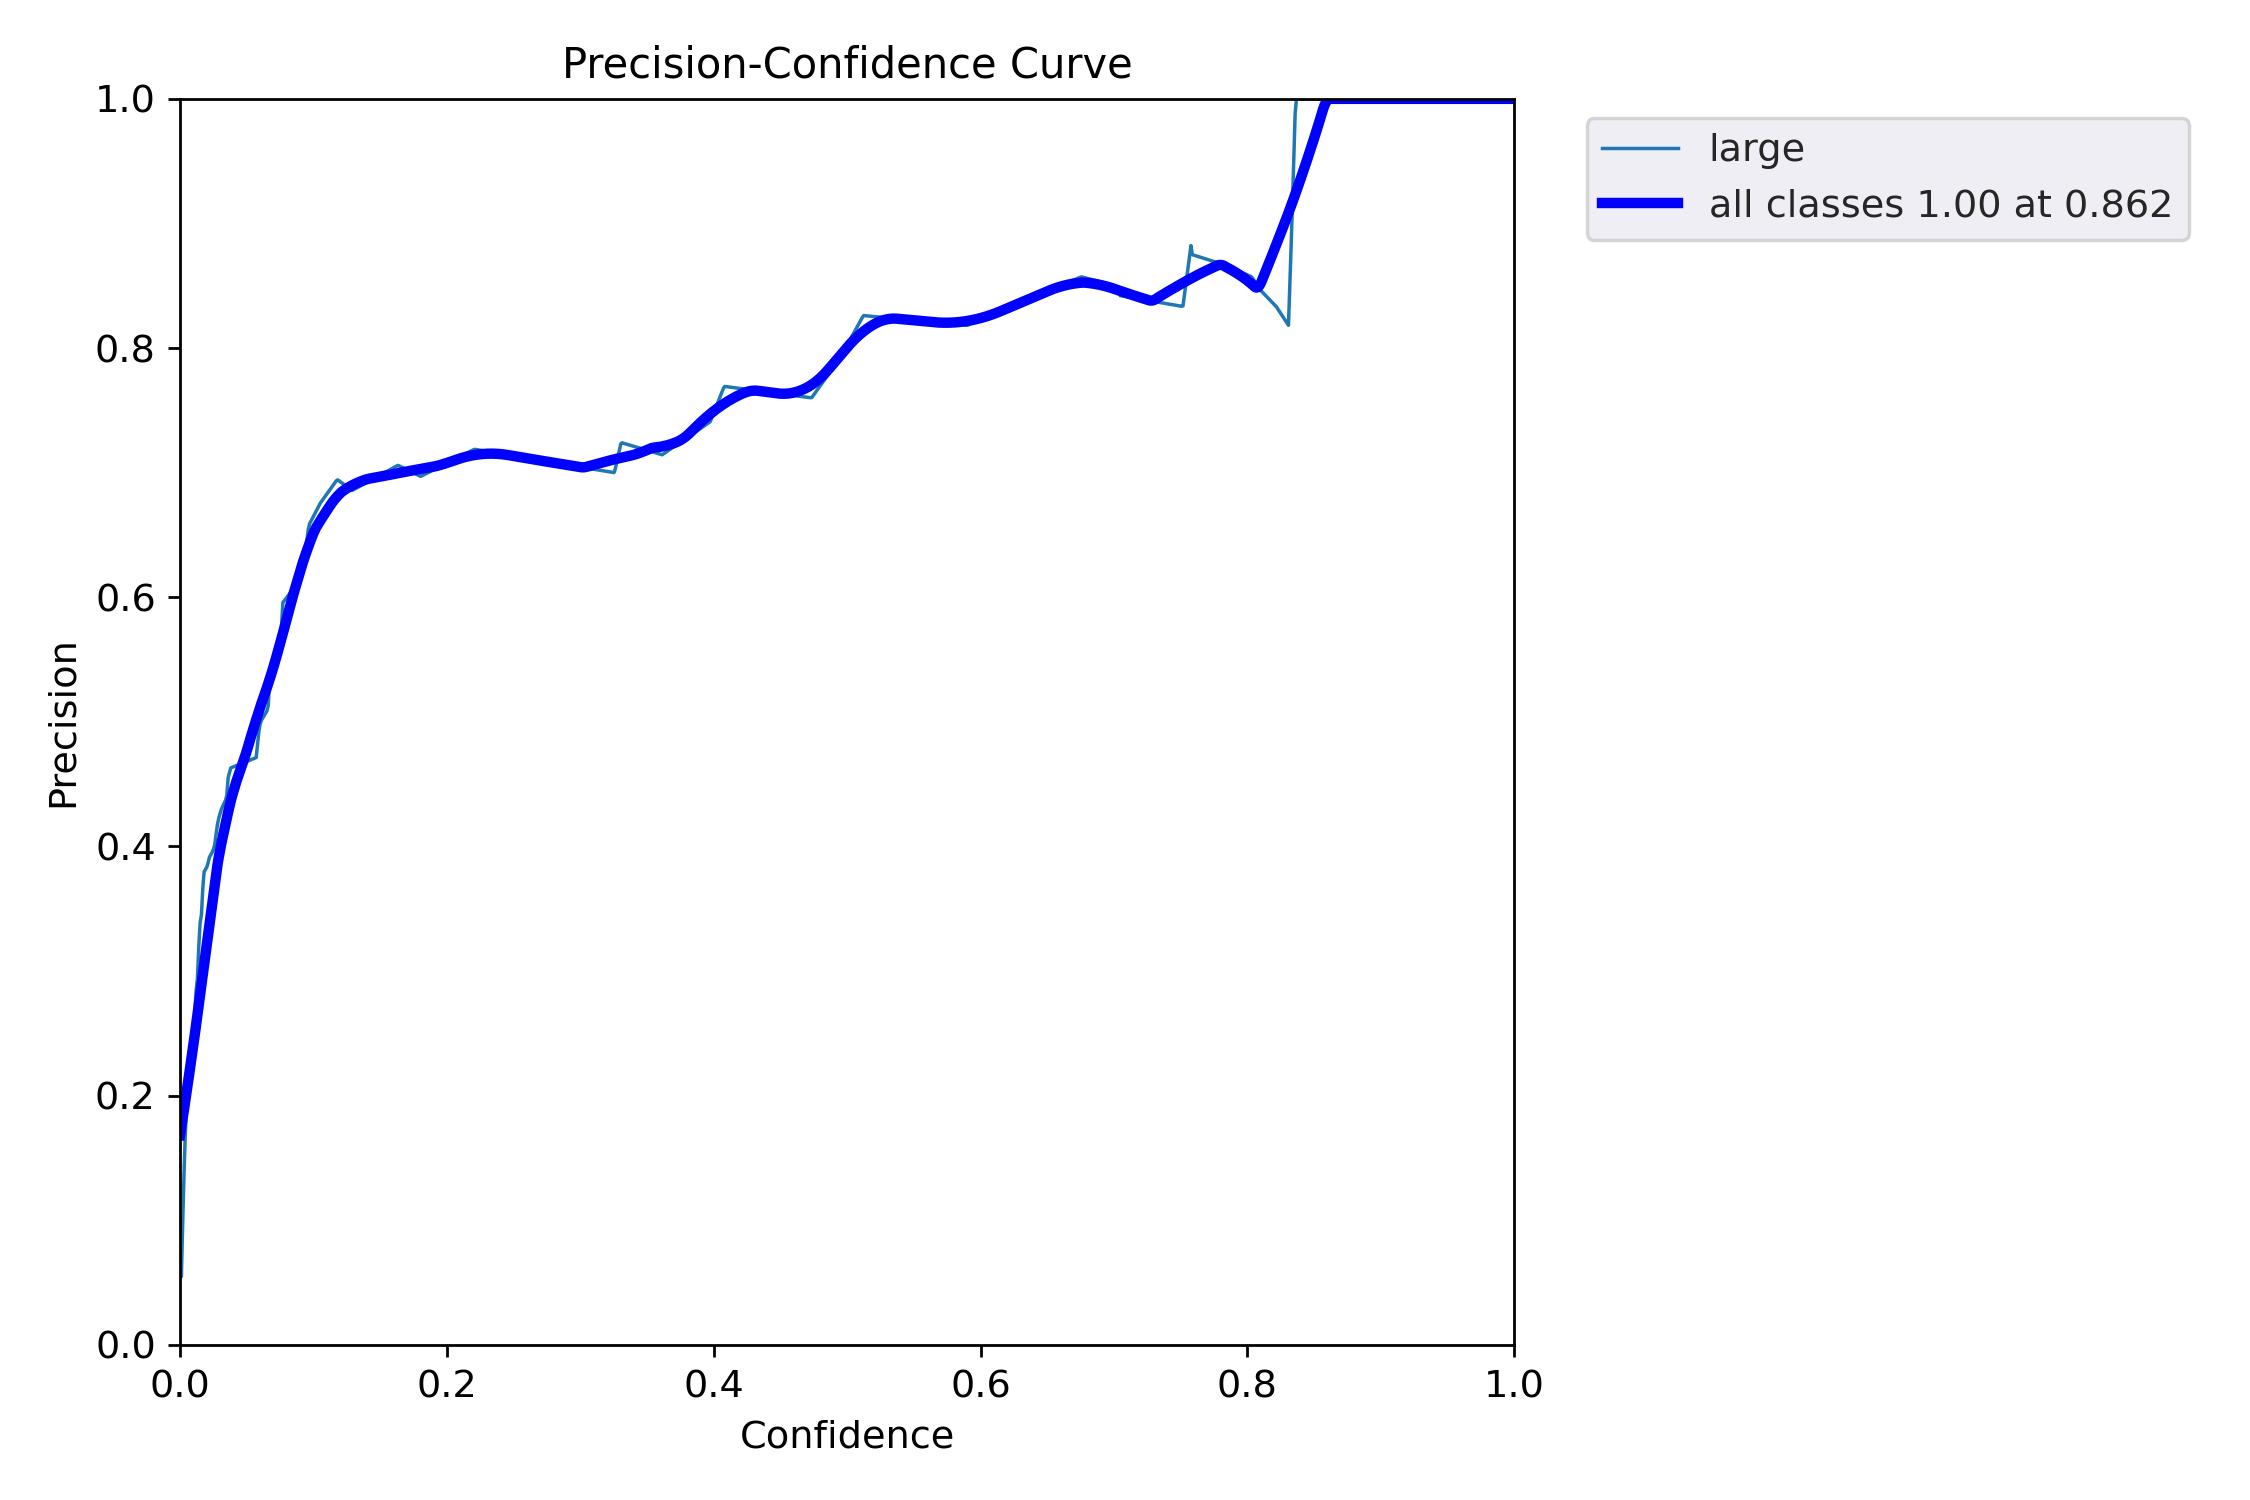 Precision-Confidence Curve
1.0
0.8
0.6
0.4
0.2
0.0
Precision
0.0 0.2 0.4 0.6 0.8 1.0
Confidence
large
all classes 1.00 at 0.862